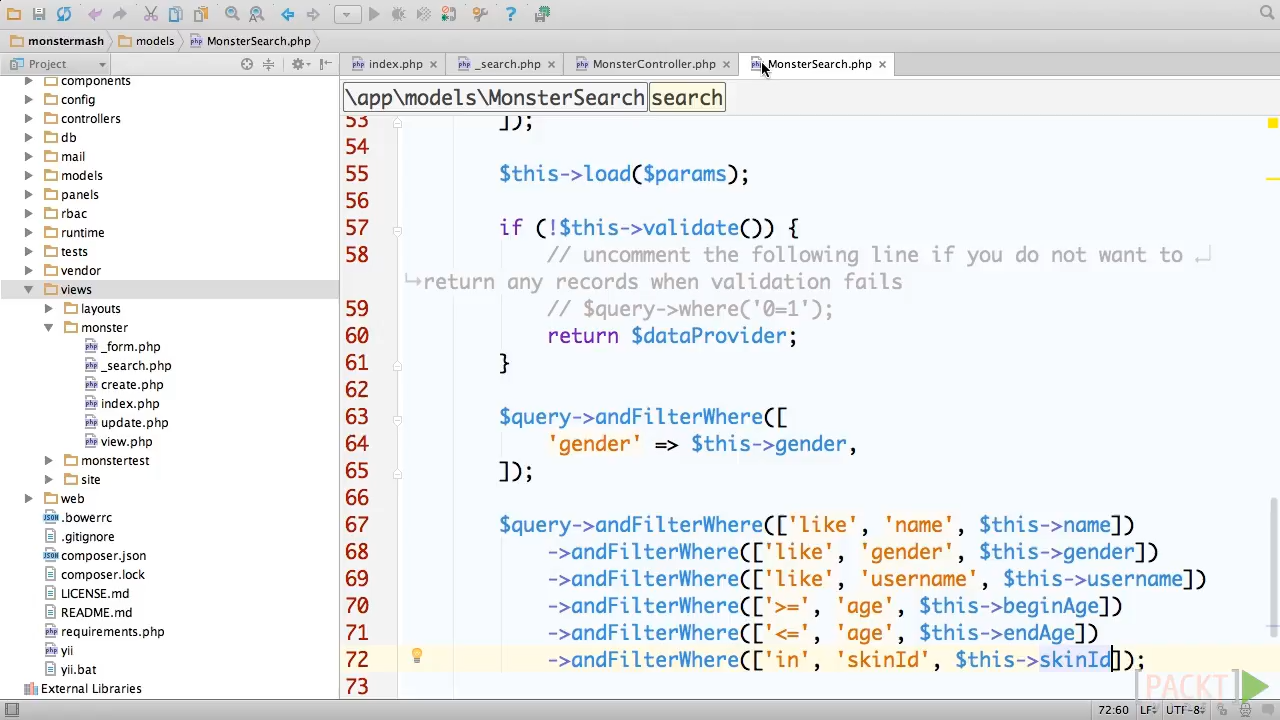 monstermash models MonsterSearch.php
Project index.php _search.php MonsterController.php MonsterSearch.php
\app\models\MonsterSearch search
components
config
controllers
db
mail
models
panels
rbac
runtime
tests
vendor
views
layouts
monster
_form.php
_search.php
create.php
index.php
update.php
view.php
monstertest
site
web
.bowerrc
.gitignore
composer.json
composer.lock
LICENSE.md
README.md
requirements.php
yii
yii.bat
External Libraries
53 ]);
54
55 $this->load($params);
56
57 if (!$this->validate()) {
58 // uncomment the following line if you do not want to
return any records when validation fails
59 // $query->where('0=1');
60 return $dataProvider;
61 }
62
63 $query->andFilterWhere([
64 'gender' => $this->gender,
65 ]);
66
67 $query->andFilterWhere(['like', 'name', $this->name])
68 ->andFilterWhere(['like', 'gender', $this->gender])
69 ->andFilterWhere(['like', 'username', $this->username])
70 ->andFilterWhere(['>=', 'age', $this->beginAge])
71 ->andFilterWhere(['<=', 'age', $this->endAge])
72 ->andFilterWhere(['in', 'skinId', $this->skinId]);
73
[PACKT]
72:60 LF UTF-8